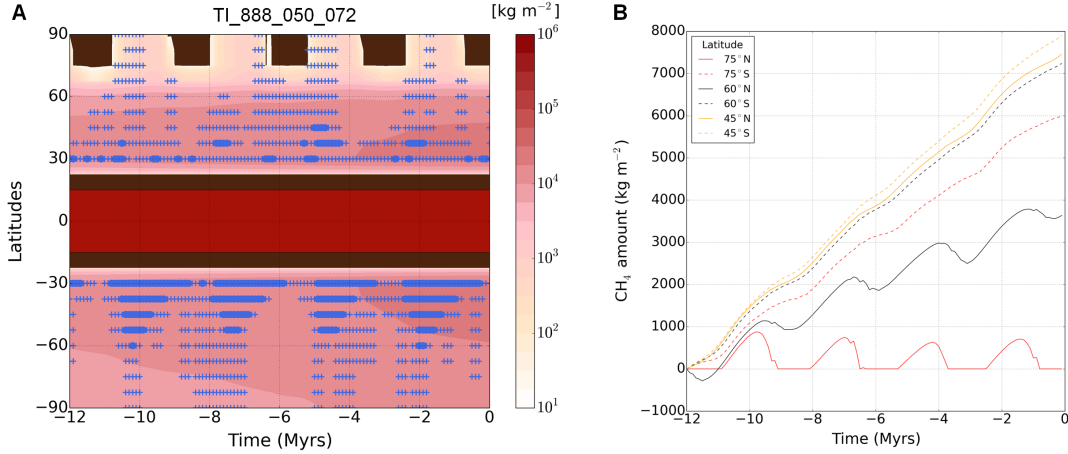 A
TI_888_050_072
[kg m⁻²]
90
60
30
0
−30
−60
−90
Latitudes
−12
−10
−8
−6
−4
−2
0
Time (Myrs)
10⁶
10⁵
10⁴
10³
10²
10¹
B
8000
7000
6000
5000
4000
3000
2000
1000
0
−1000
CH₄ amount (kg m⁻²)
Latitude
75°N
75°S
60°N
60°S
45°N
45°S
−12
−10
−8
−6
−4
−2
0
Time (Myrs)